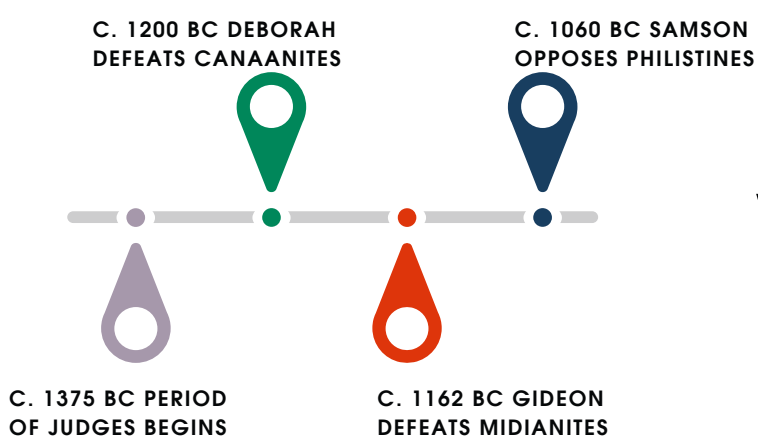 C. 1200 BC DEBORAH
DEFEATS CANAANITES
C. 1060 BC SAMSON
OPPOSES PHILISTINES
C. 1375 BC PERIOD
OF JUDGES BEGINS
C. 1162 BC GIDEON
DEFEATS MIDIANITES